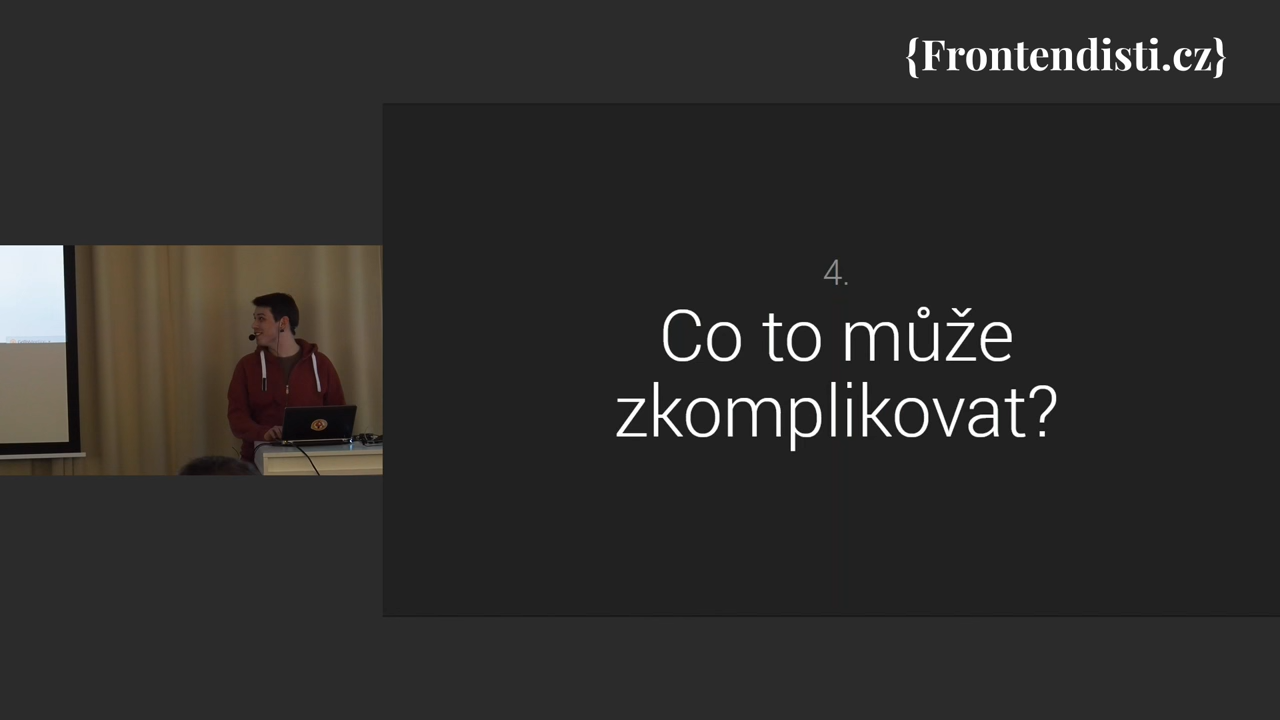 {Frontendisti.cz}
4.
Co to může
zkomplikovat?